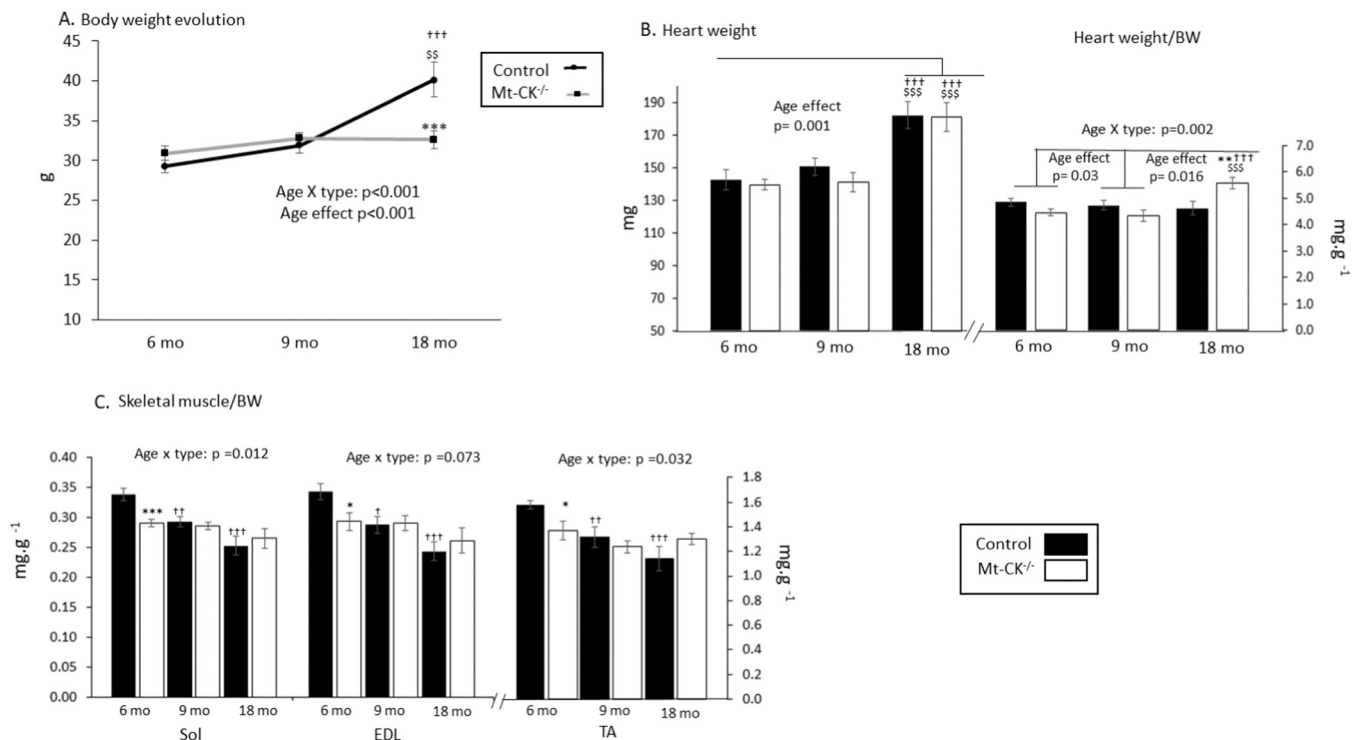 A. Body weight evolution
45
40
35
30
25
20
15
10
g
†††
$$
***
Age X type: p<0.001
Age effect p<0.001
6 mo
9 mo
18 mo
Control
Mt-CK-/-
B. Heart weight
Heart weight/BW
190
170
150
130
110
90
70
50
mg
Age effect
p= 0.001
††† †††
$$$ $$$
Age X type: p=0.002
Age effect
p= 0.03
Age effect
p= 0.016
**†††
$$$
7.0
6.0
5.0
4.0
3.0
2.0
1.0
0.0
mg.g -1
6 mo 9 mo 18 mo // 6 mo 9 mo 18 mo
C. Skeletal muscle/BW
Age x type: p =0.012
Age x type: p =0.073
Age x type: p =0.032
0.40
0.35
0.30
0.25
0.20
0.15
0.10
0.05
0.00
mg.g -1
*** †† †††
* † †††
* †† †††
1.8
1.6
1.4
1.2
1.0
0.8
0.6
0.4
0.2
0.0
mg.g -1
6 mo 9 mo 18 mo 6 mo 9 mo 18 mo // 6 mo 9 mo 18 mo
Sol EDL TA
Control
Mt-CK-/-